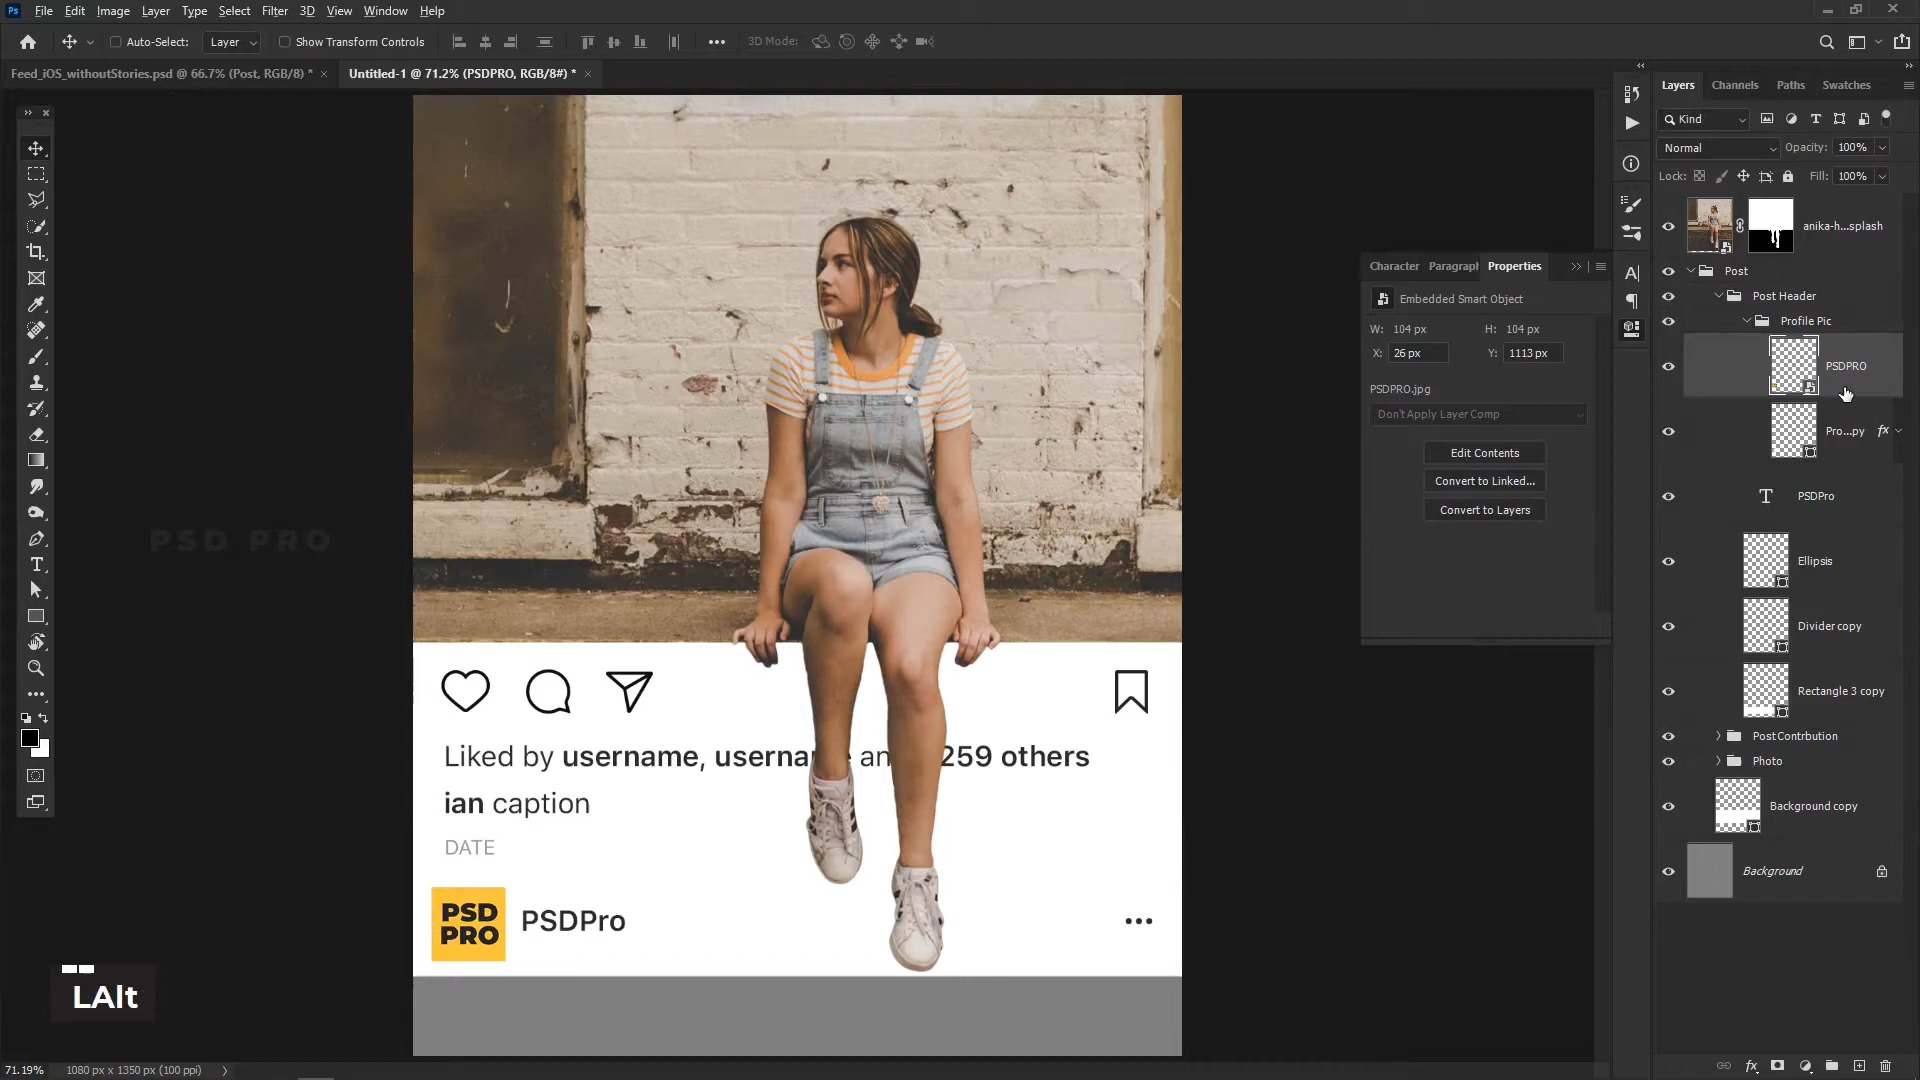 Ps File Edit Image Layer Type Select Filter 3D View Window Help
Auto-Select: Layer Show Transform Controls 3D Mode:
Feed_iOS_withoutStories.psd @ 66.7% (Post, RGB/8) * × Untitled-1 @ 71.2% (PSDPRO, RGB/8#) * ×
Layers Channels Paths Swatches
Kind
Normal Opacity: 100%
Lock: Fill: 100%
anika-h...splash
Post
Post Header
Profile Pic
PSDPRO
Pro...py fx
PSDPro
Ellipsis
Divider copy
Rectangle 3 copy
PostContrbution
Photo
Background copy
Background
Character Paragraph Properties
Embedded Smart Object
W: 104 px H: 104 px
X: 26 px Y: 1113 px
PSDPRO.jpg
Don't Apply Layer Comp
Edit Contents
Convert to Linked...
Convert to Layers
PSD PRO
Liked by username, userna an 259 others
ian caption
DATE
PSD
PRO
PSDPro
LAlt
71.19% 1080 px x 1350 px (100 ppi)